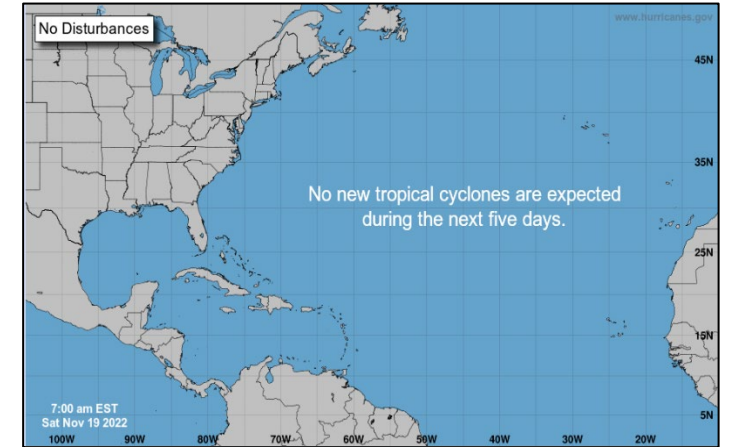 No Disturbances
www.hurricanes.gov
45N
35N
No new tropical cyclones are expected
during the next five days.
25N
15N
7:00 am EST
Sat Nov 19 2022
5N
100W 90W 80W 70W 60W 50W 40W 30W 20W